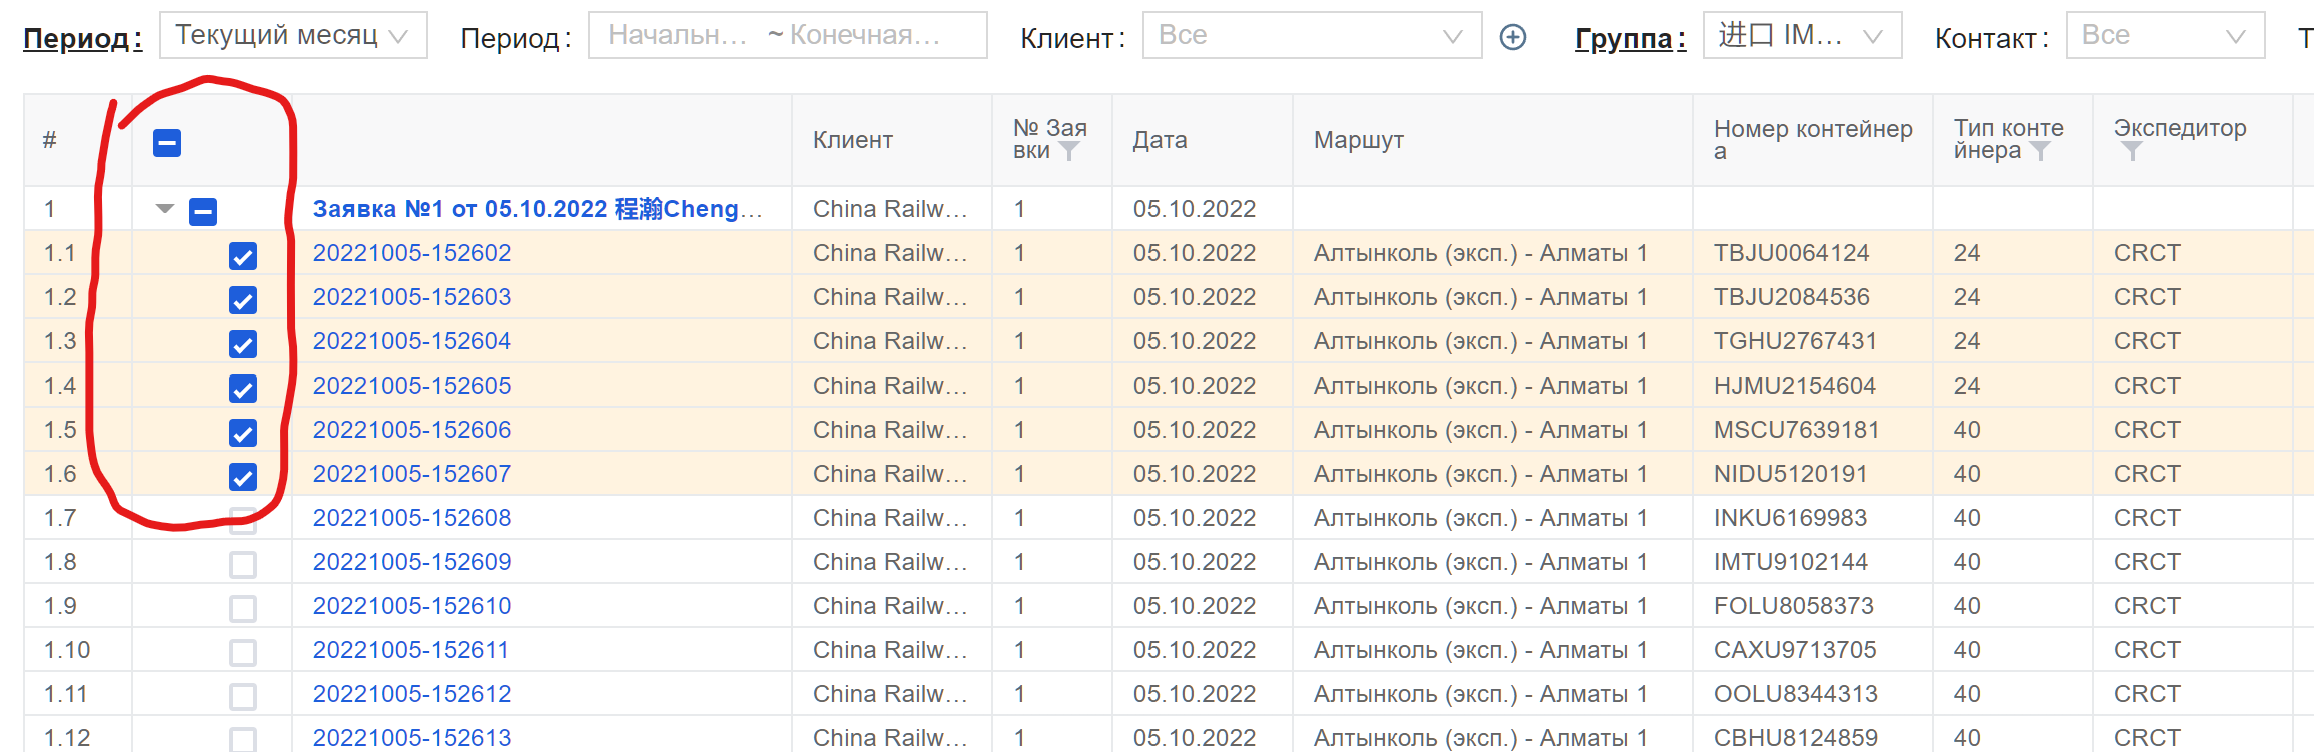 Период: Текущий месяц Период: Начальн... ~ Конечная... Клиент: Все Группа: 进口 IM... Контакт: Все Т
# Клиент № Зая
вки Дата Маршут Номер контейнер
а Тип конте
йнера Экспедитор
1 Заявка №1 от 05.10.2022 程瀚Cheng... China Railw... 1 05.10.2022
1.1 20221005-152602 China Railw... 1 05.10.2022 Алтынколь (эксп.) - Алматы 1 TBJU0064124 24 CRCT
1.2 20221005-152603 China Railw... 1 05.10.2022 Алтынколь (эксп.) - Алматы 1 TBJU2084536 24 CRCT
1.3 20221005-152604 China Railw... 1 05.10.2022 Алтынколь (эксп.) - Алматы 1 TGHU2767431 24 CRCT
1.4 20221005-152605 China Railw... 1 05.10.2022 Алтынколь (эксп.) - Алматы 1 HJMU2154604 24 CRCT
1.5 20221005-152606 China Railw... 1 05.10.2022 Алтынколь (эксп.) - Алматы 1 MSCU7639181 40 CRCT
1.6 20221005-152607 China Railw... 1 05.10.2022 Алтынколь (эксп.) - Алматы 1 NIDU5120191 40 CRCT
1.7 20221005-152608 China Railw... 1 05.10.2022 Алтынколь (эксп.) - Алматы 1 INKU6169983 40 CRCT
1.8 20221005-152609 China Railw... 1 05.10.2022 Алтынколь (эксп.) - Алматы 1 IMTU9102144 40 CRCT
1.9 20221005-152610 China Railw... 1 05.10.2022 Алтынколь (эксп.) - Алматы 1 FOLU8058373 40 CRCT
1.10 20221005-152611 China Railw... 1 05.10.2022 Алтынколь (эксп.) - Алматы 1 CAXU9713705 40 CRCT
1.11 20221005-152612 China Railw... 1 05.10.2022 Алтынколь (эксп.) - Алматы 1 OOLU8344313 40 CRCT
1.12 20221005-152613 China Railw... 1 05.10.2022 Алтынколь (эксп.) - Алматы 1 CBHU8124859 40 CRCT